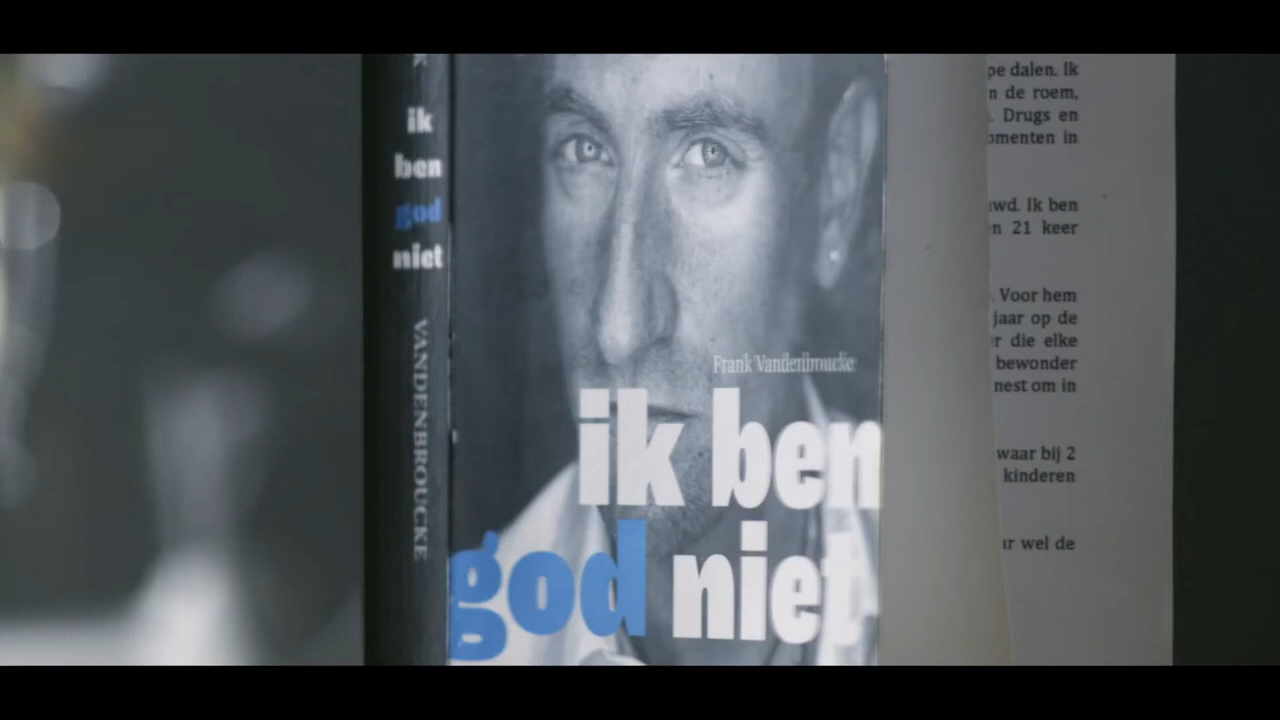 ik
ben
god
niet
VANDENBROUCKE
Frank Vandenbroucke
ik ben
god niet
pe dalen. Ik
n de roem,
. Drugs en
omenten in
wd. Ik ben
n 21 keer
. Voor hem
jaar op de
r die elke
bewonder
nest om in
waar bij 2
kinderen
ar wel de